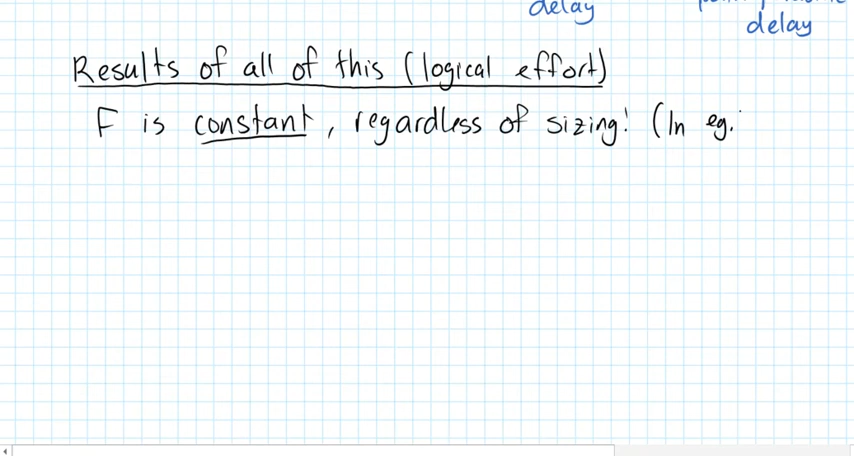 delay
delay
Results of all of this (logical effort)
F is constant, regardless of sizing! (In eg.